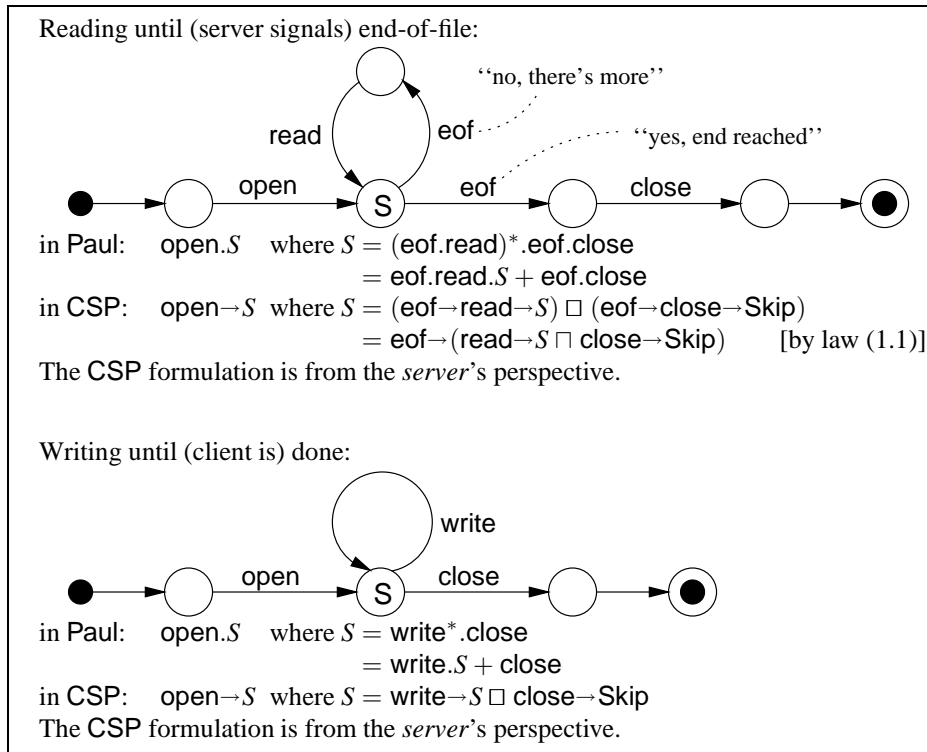 Reading until (server signals) end-of-file:
‘‘no, there’s more’’
read
eof
‘‘yes, end reached’’
open
S
eof
close
in Paul: open.S where S = (eof.read)*.eof.close
= eof.read.S + eof.close
in CSP: open→S where S = (eof→read→S) □ (eof→close→Skip)
= eof→(read→S ⊓ close→Skip) [by law (1.1)]
The CSP formulation is from the server’s perspective.
Writing until (client is) done:
write
open
S
close
in Paul: open.S where S = write*.close
= write.S + close
in CSP: open→S where S = write→S □ close→Skip
The CSP formulation is from the server’s perspective.